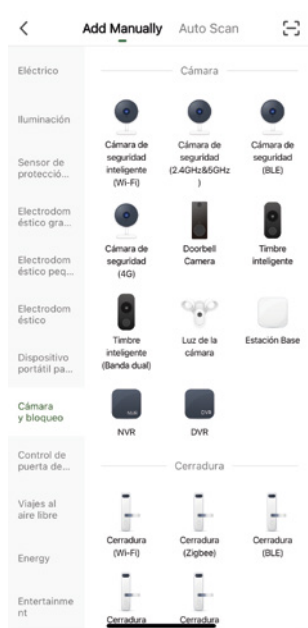 Add Manually
Auto Scan
Eléctrico
Iluminación
Sensor de
protecció...
Electrodom
éstico gra...
Electrodom
éstico peq...
Electrodom
éstico
Dispositivo
portátil pa...
Cámara
y bloqueo
Control de
puerta de...
Viajes al
aire libre
Energy
Entertainme
nt
Cámara
Cámara de
seguridad
inteligente
(Wi-Fi)
Cámara de
seguridad
(2.4GHz&5GHz
)
Cámara de
seguridad
(BLE)
Cámara de
seguridad
(4G)
Doorbell
Camera
Timbre
inteligente
Timbre
inteligente
(Banda dual)
Luz de la
cámara
Estación Base
NVR
NVR
DVR
DVR
Cerradura
Cerradura
(Wi-Fi)
Cerradura
(Zigbee)
Cerradura
(BLE)
Cerradura
Cerradura